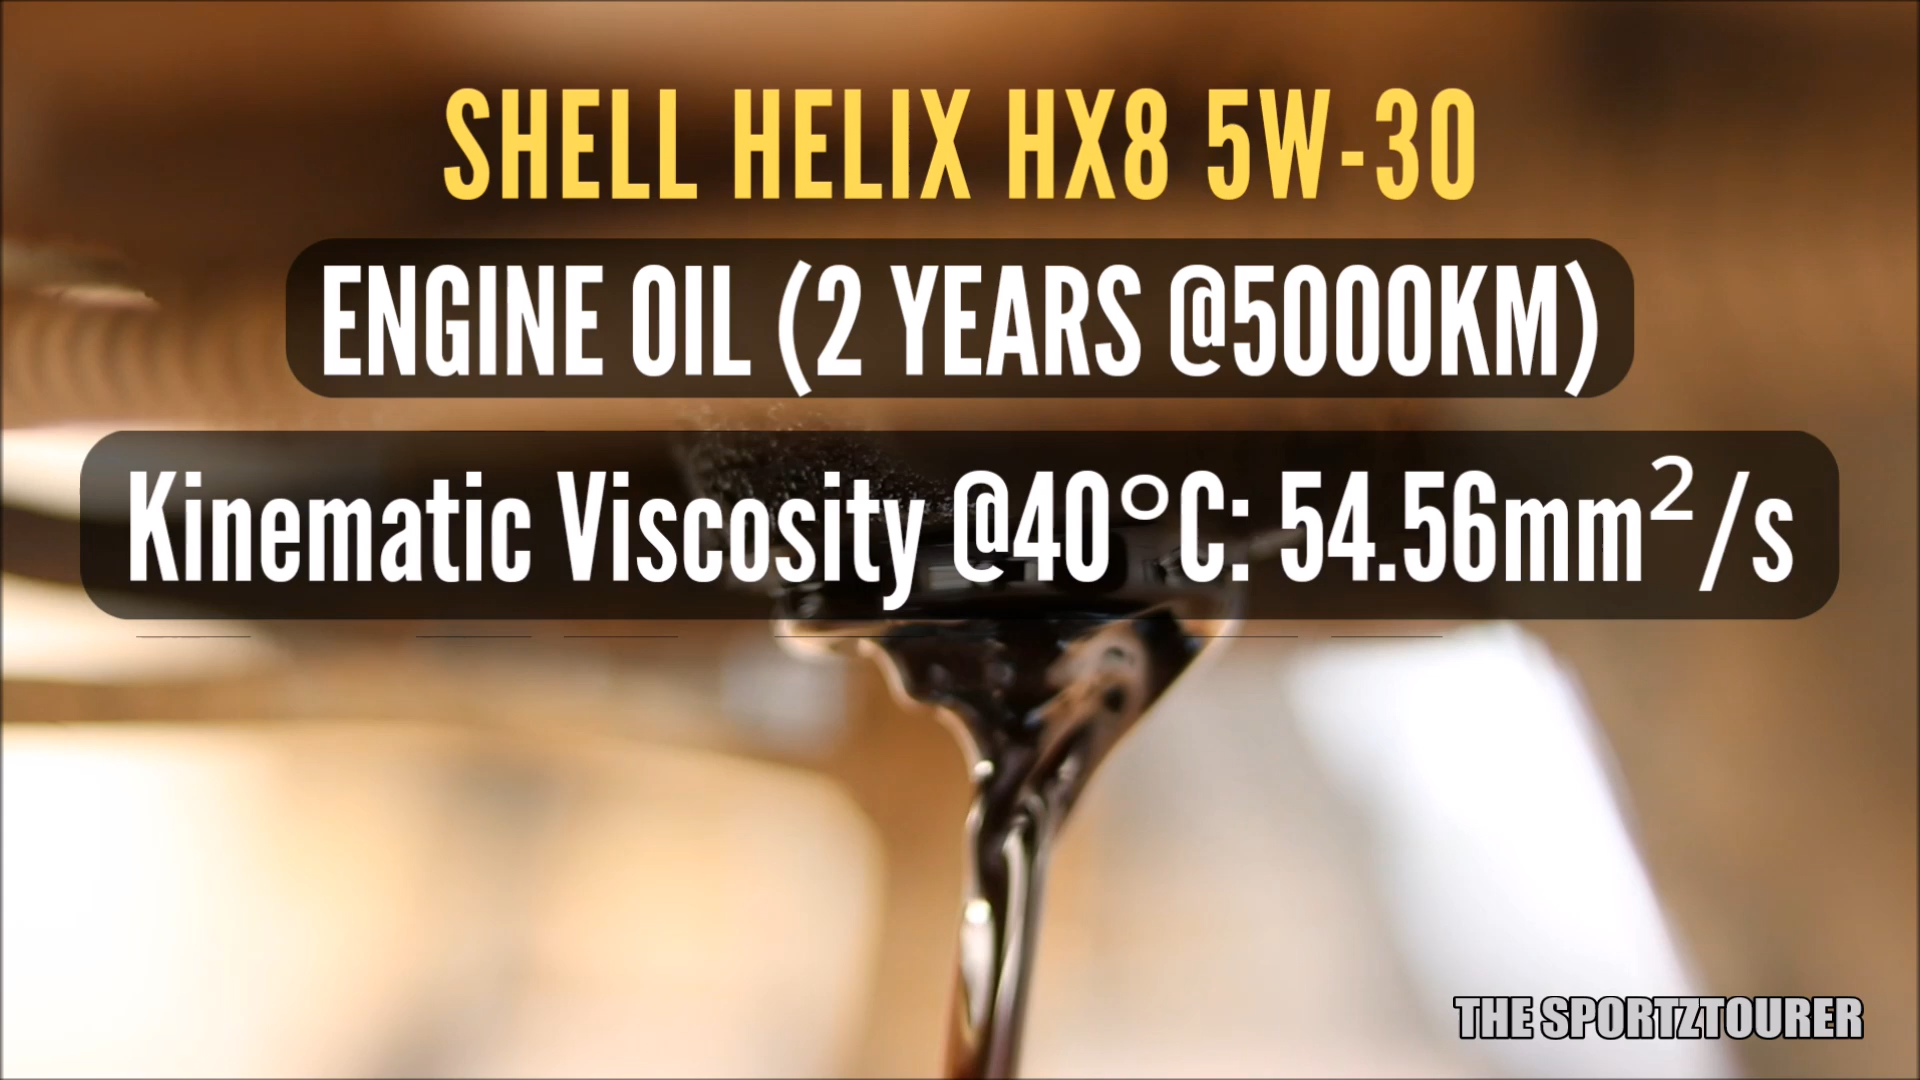 SHELL HELIX HX8 5W-30
ENGINE OIL (2 YEARS @5000KM)
Kinematic Viscosity @40°C: 54.56mm²/s
THE SPORTZTOURER